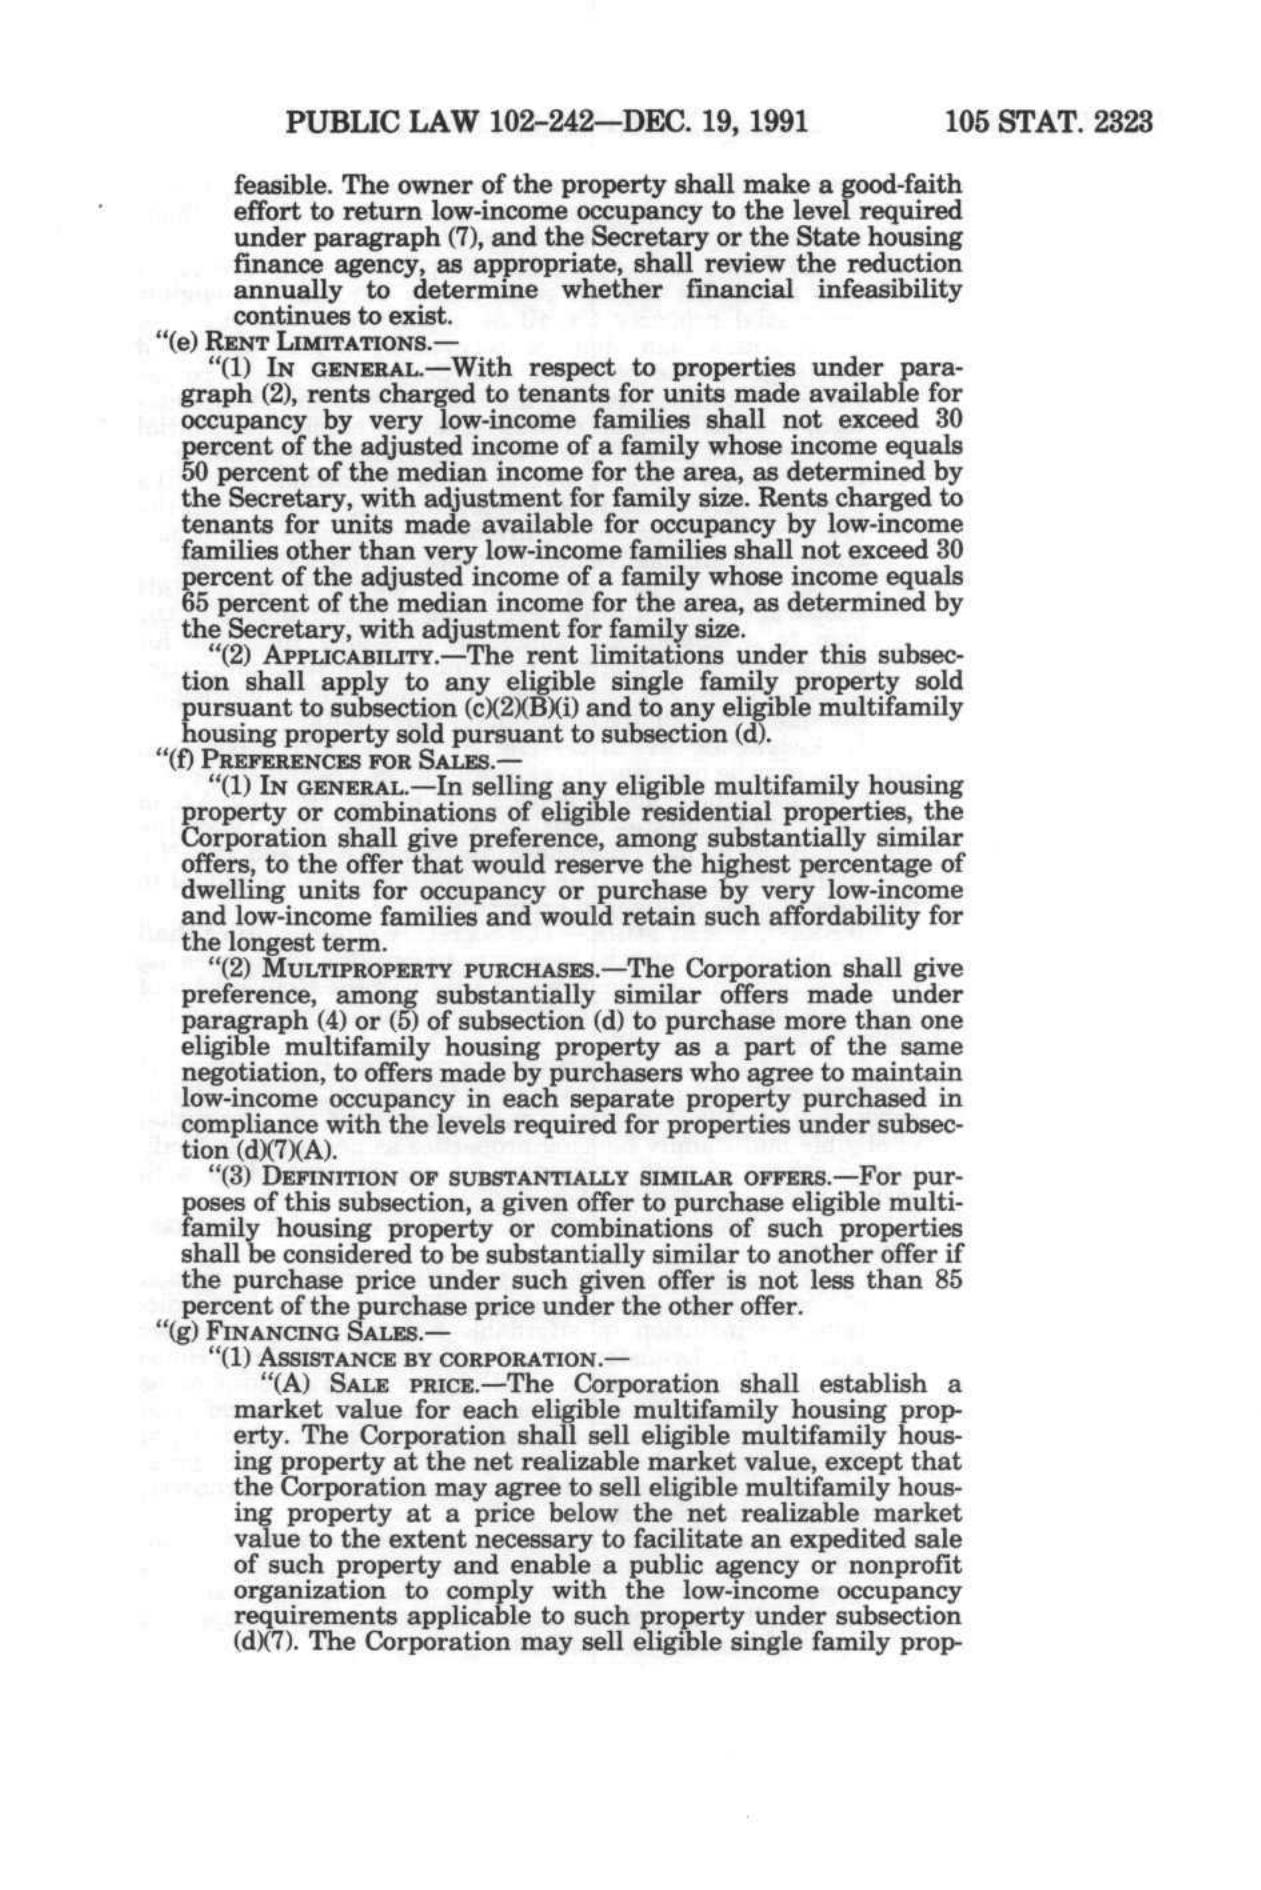 PUBLIC LAW 102–242—DEC. 19, 1991 105 STAT. 2323
feasible. The owner of the property shall make a good-faith
effort to return low-income occupancy to the level required
under paragraph (7), and the Secretary or the State housing
finance agency, as appropriate, shall review the reduction
annually to determine whether financial infeasibility
continues to exist.
“(e) RENT LIMITATIONS.—
“(1) IN GENERAL.—With respect to properties under para-
graph (2), rents charged to tenants for units made available for
occupancy by very low-income families shall not exceed 30
percent of the adjusted income of a family whose income equals
50 percent of the median income for the area, as determined by
the Secretary, with adjustment for family size. Rents charged to
tenants for units made available for occupancy by low-income
families other than very low-income families shall not exceed 30
percent of the adjusted income of a family whose income equals
65 percent of the median income for the area, as determined by
the Secretary, with adjustment for family size.
“(2) APPLICABILITY.—The rent limitations under this subsec-
tion shall apply to any eligible single family property sold
pursuant to subsection (c)(2)(B)(i) and to any eligible multifamily
housing property sold pursuant to subsection (d).
“(f) PREFERENCES FOR SALES.—
“(1) IN GENERAL.—In selling any eligible multifamily housing
property or combinations of eligible residential properties, the
Corporation shall give preference, among substantially similar
offers, to the offer that would reserve the highest percentage of
dwelling units for occupancy or purchase by very low-income
and low-income families and would retain such affordability for
the longest term.
“(2) MULTIPROPERTY PURCHASES.—The Corporation shall give
preference, among substantially similar offers made under
paragraph (4) or (5) of subsection (d) to purchase more than one
eligible multifamily housing property as a part of the same
negotiation, to offers made by purchasers who agree to maintain
low-income occupancy in each separate property purchased in
compliance with the levels required for properties under subsec-
tion (d)(7)(A).
“(3) DEFINITION OF SUBSTANTIALLY SIMILAR OFFERS.—For pur-
poses of this subsection, a given offer to purchase eligible multi-
family housing property or combinations of such properties
shall be considered to be substantially similar to another offer if
the purchase price under such given offer is not less than 85
percent of the purchase price under the other offer.
“(g) FINANCING SALES.—
“(1) ASSISTANCE BY CORPORATION.—
“(A) SALE PRICE.—The Corporation shall establish a
market value for each eligible multifamily housing prop-
erty. The Corporation shall sell eligible multifamily hous-
ing property at the net realizable market value, except that
the Corporation may agree to sell eligible multifamily hous-
ing property at a price below the net realizable market
value to the extent necessary to facilitate an expedited sale
of such property and enable a public agency or nonprofit
organization to comply with the low-income occupancy
requirements applicable to such property under subsection
(d)(7). The Corporation may sell eligible single family prop-